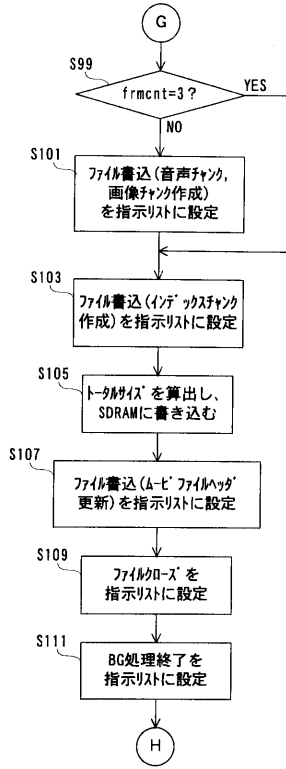 G
S99
frmcnt=3?
YES
NO
S101
ファイル書込(音声チャンク,
画像チャンク作成)
を指示リストに設定
S103
ファイル書込(インデックスチャンク
作成)を指示リストに設定
S105
トータルサイズを算出し、
SDRAMに書き込む
S107
ファイル書込(ムービファイルヘッダ
更新)を指示リストに設定
S109
ファイルクローズを
指示リストに設定
S111
BG処理終了を
指示リストに設定
H